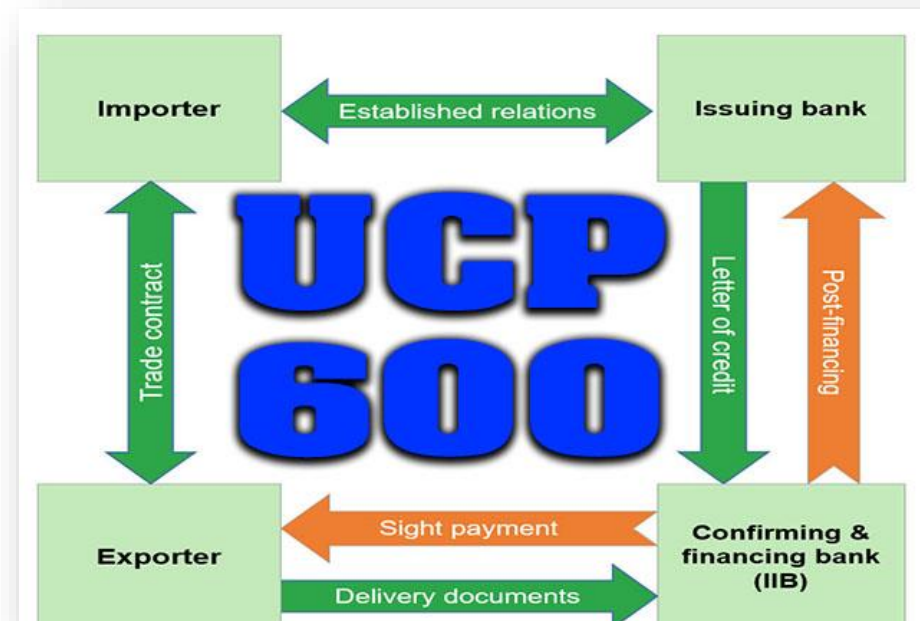 Importer
Established relations
Issuing bank
UCP
600
Trade contract
Letter of credit
Post-financing
Exporter
Sight payment
Delivery documents
Confirming &
financing bank
(IIB)